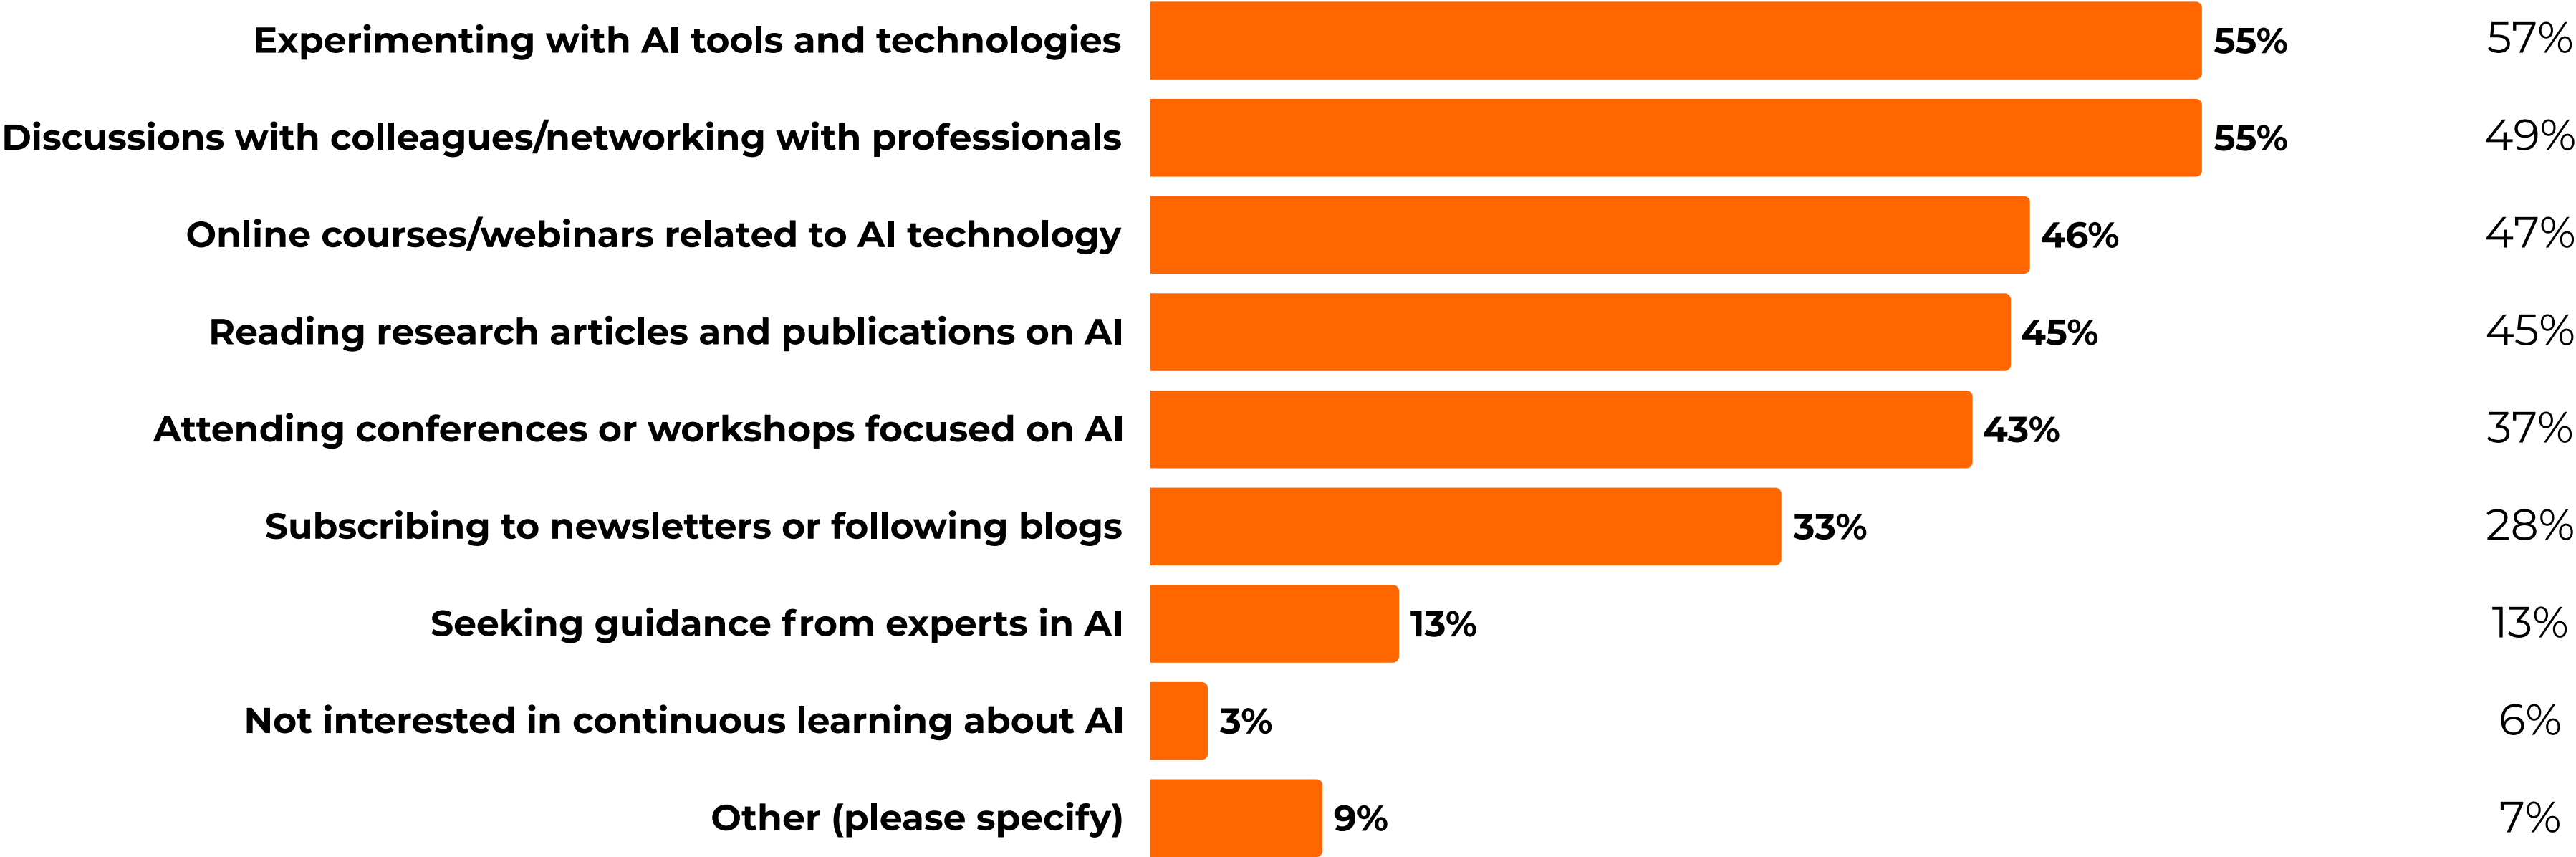 Experimenting with AI tools and technologies 55% 57%
Discussions with colleagues/networking with professionals 55% 49%
Online courses/webinars related to AI technology 46% 47%
Reading research articles and publications on AI 45% 45%
Attending conferences or workshops focused on AI 43% 37%
Subscribing to newsletters or following blogs 33% 28%
Seeking guidance from experts in AI 13% 13%
Not interested in continuous learning about AI 3% 6%
Other (please specify) 9% 7%